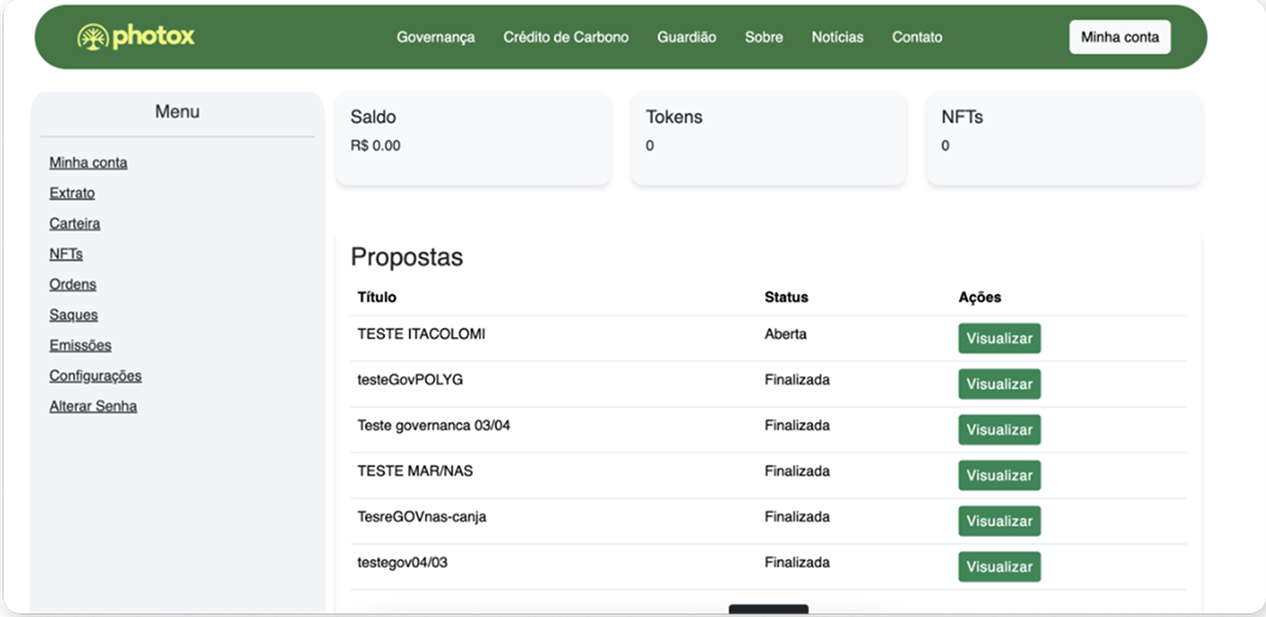 photox
Governança Crédito de Carbono Guardião Sobre Notícias Contato Minha conta
Menu
Minha conta
Extrato
Carteira
NFTs
Ordens
Saques
Emissões
Configurações
Alterar Senha
Saldo
R$ 0.00
Tokens
0
NFTs
0
Propostas
Título Status Ações
TESTE ITACOLOMI Aberta Visualizar
testeGovPOLYG Finalizada Visualizar
Teste governanca 03/04 Finalizada Visualizar
TESTE MAR/NAS Finalizada Visualizar
TesreGOVnas-canja Finalizada Visualizar
testegov04/03 Finalizada Visualizar